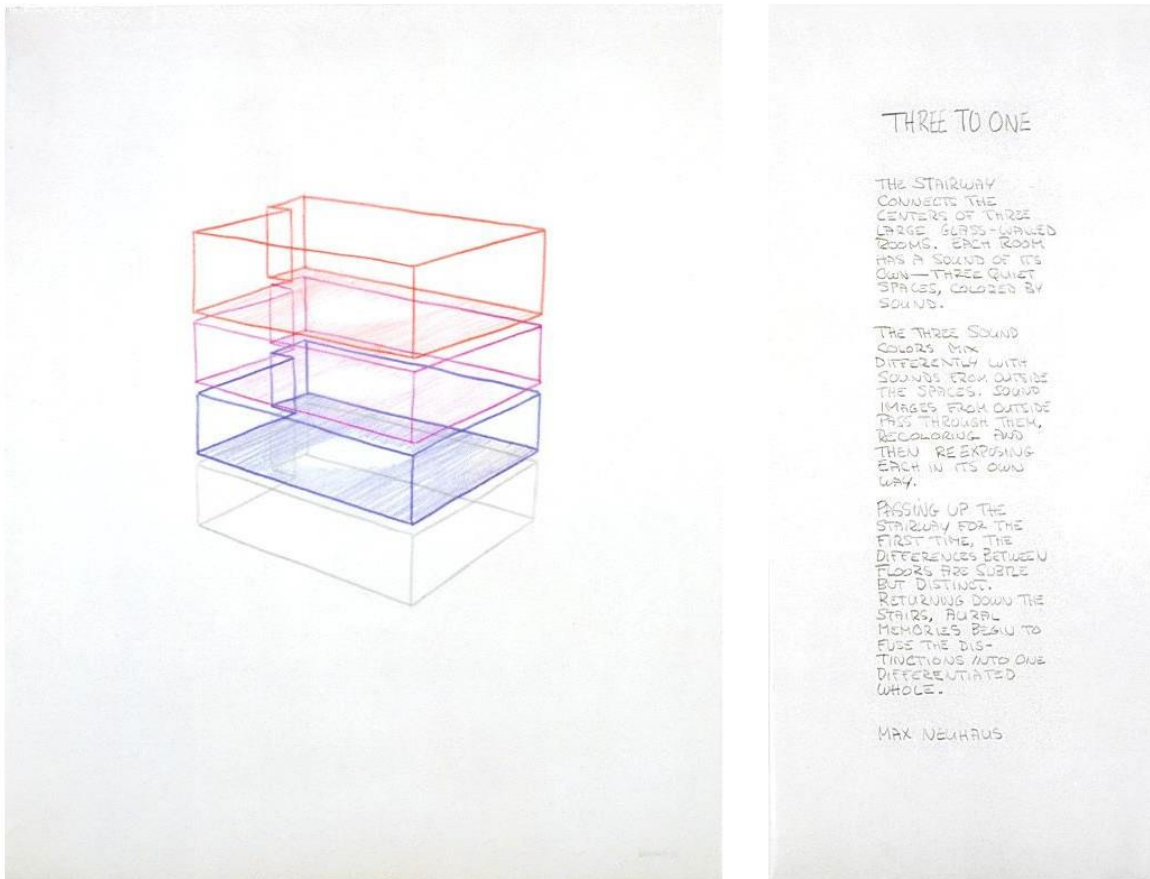 THREE TO ONE
THE STAIRWAY
CONNECTS THE
CENTERS OF THREE
LARGE GLASS-WALLED
ROOMS. EACH ROOM
HAS A SOUND OF ITS
OWN—THREE QUIET
SPACES, COLORED BY
SOUND.
THE THREE SOUND
COLORS MIX
DIFFERENTLY WITH
SOUNDS FROM OUTSIDE
THE SPACES. SOUND
IMAGES FROM OUTSIDE
PASS THROUGH THEM,
RECOLORING AND
THEN REEXPOSING
EACH IN ITS OWN
WAY.
PASSING UP THE
STAIRWAY FOR THE
FIRST TIME, THE
DIFFERENCES BETWEEN
FLOORS ARE SUBTLE
BUT DISTINCT.
RETURNING DOWN THE
STAIRS, AURAL
MEMORIES BEGIN TO
FUSE THE DIS-
TINCTIONS INTO ONE
DIFFERENTIATED
WHOLE.
MAX NEUHAUS